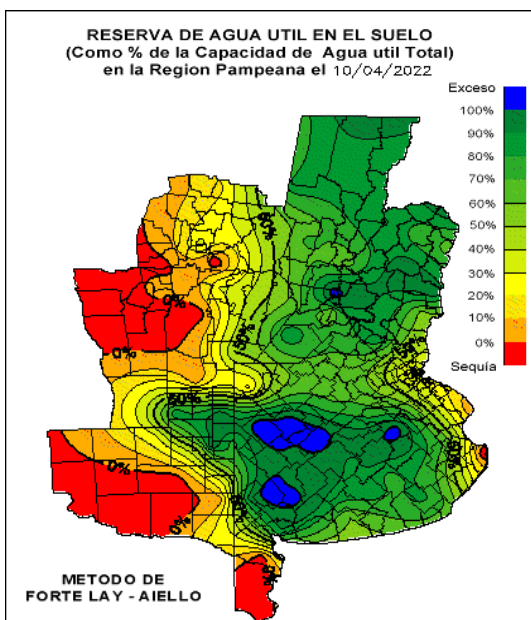 RESERVA DE AGUA UTIL EN EL SUELO
(Como % de la Capacidad de Agua util Total)
en la Region Pampeana el 10/04/2022
Exceso
100%
90%
80%
70%
60%
50%
40%
30%
20%
10%
0%
Sequía
0%
0%
50%
0%
METODO DE
FORTE LAY - AIELLO